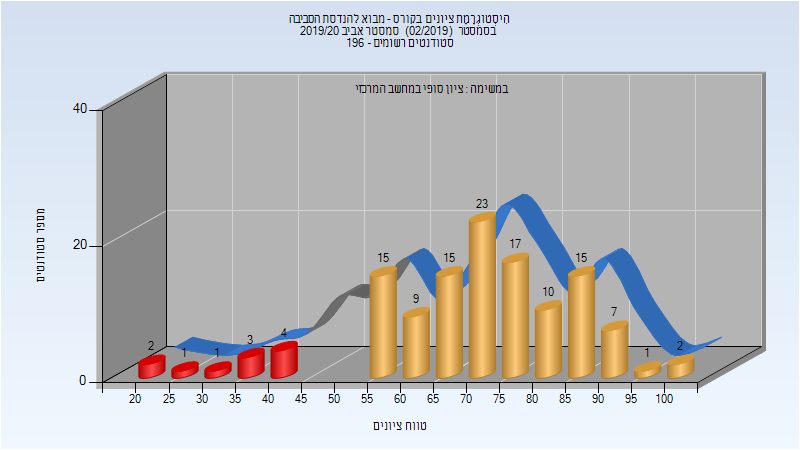 היסטוגרמת ציונים בקורס - מבוא להנדסת הסביבה
בסמסטר (02/2019) סמסטר אביב 2019/20
סטודנטים רשומים - 196
במשימה : ציון סופי במחשב המרכזי
מספר סטודנטים
40
20
0
2 1 1 3 4 15 9 15 23 17 10 15 7 1 2
20 25 30 35 40 45 50 55 60 65 70 75 80 85 90 95 100
טווח ציונים